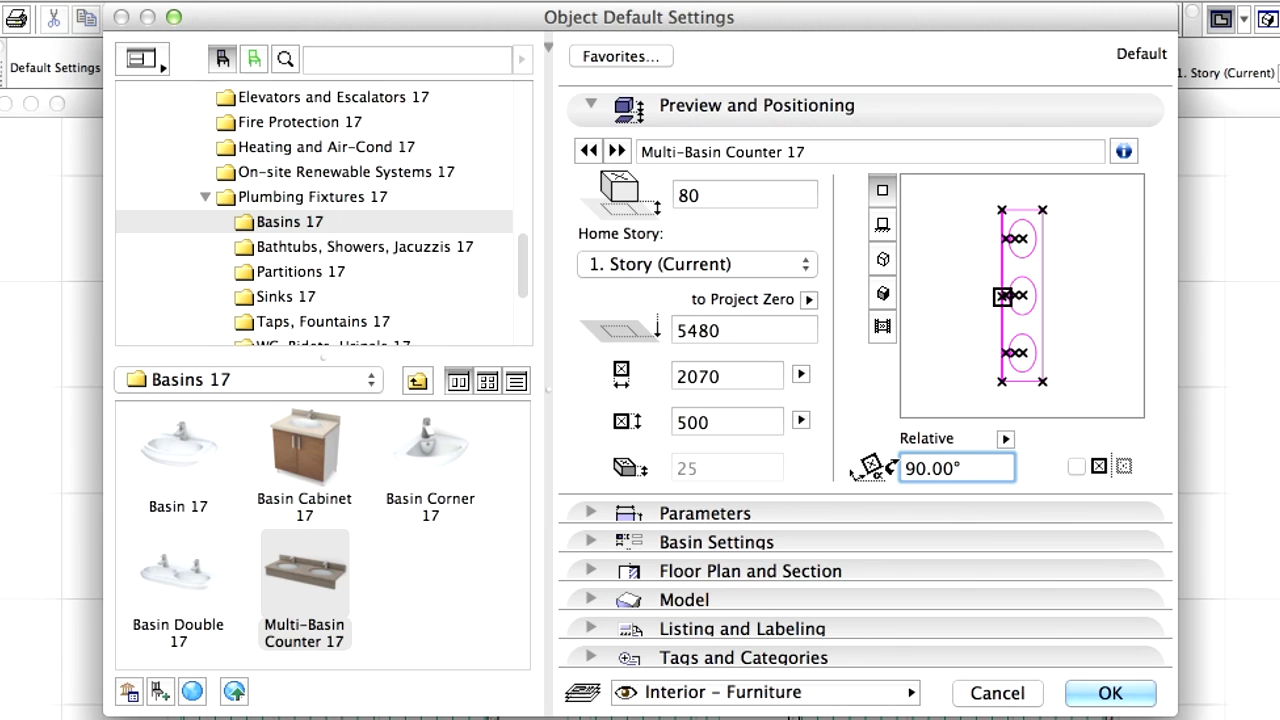 Object Default Settings
Default Settings
Favorites...
Default
1. Story (Current)
Elevators and Escalators 17
Fire Protection 17
Heating and Air-Cond 17
On-site Renewable Systems 17
Plumbing Fixtures 17
Basins 17
Bathtubs, Showers, Jacuzzis 17
Partitions 17
Sinks 17
Taps, Fountains 17
WC, Bidets, Urinals 17
Basins 17
Basin 17
Basin Cabinet
17
Basin Corner
17
Basin Double
17
Multi-Basin
Counter 17
Preview and Positioning
Multi-Basin Counter 17
80
Home Story:
1. Story (Current)
to Project Zero
5480
2070
500
25
Relative
90.00°
Parameters
Basin Settings
Floor Plan and Section
Model
Listing and Labeling
Tags and Categories
Interior - Furniture
Cancel
OK